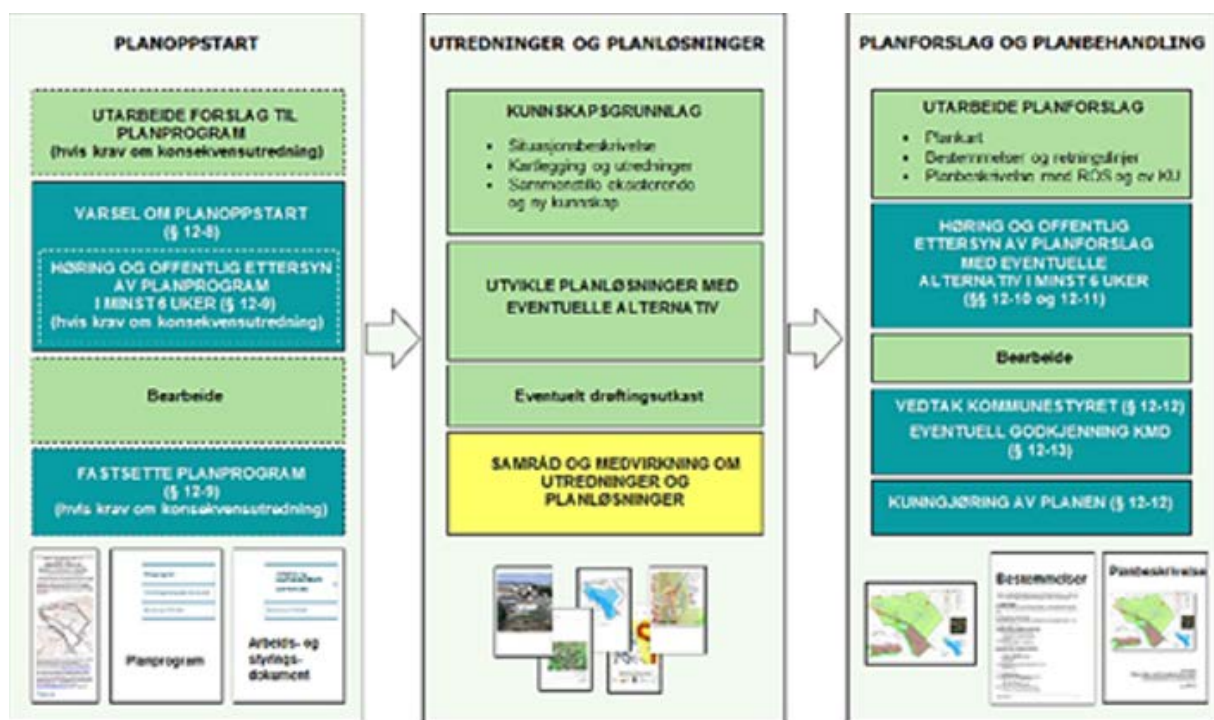 PLANOPPSTART
UTARBEIDE FORSLAG TIL
PLANPROGRAM
(hvis krav om konsekvensutredning)
VARSEL OM PLANOPPSTART
(§ 12-8)
HØRING OG OFFENTLIG ETTERSYN
AV PLANPROGRAM
I MINST 6 UKER (§ 12-9)
(hvis krav om konsekvensutredning)
Bearbeide
FASTSETTE PLANPROGRAM
(§ 12-9)
(hvis krav om konsekvensutredning)
Planprogram
Arbeids- og
styrings-
dokument
UTREDNINGER OG PLANLØSNINGER
KUNNSKAPSGRUNNLAG
• Situasjonsbeskrivelse
• Kartlegging og utredninger
• Sammenstille eksisterende
og ny kunnskap
UTVIKLE PLANLØSNINGER MED
EVENTUELLE ALTERNATIV
Eventuelt drøftingsutkast
SAMRÅD OG MEDVIRKNING OM
UTREDNINGER OG
PLANLØSNINGER
PLANFORSLAG OG PLANBEHANDLING
UTARBEIDE PLANFORSLAG
• Plankart
• Bestemmelser og retningslinjer
• Planbeskrivelse med ROS og ev KU
HØRING OG OFFENTLIG
ETTERSYN AV PLANFORSLAG
MED EVENTUELLE
ALTERNATIV I MINST 6 UKER
(§§ 12-10 og 12-11)
Bearbeide
VEDTAK KOMMUNESTYRET (§ 12-12)
EVENTUELL GODKJENNING KMD
(§ 12-13)
KUNNGJØRING AV PLANEN (§ 12-12)
Bestemmelser
Planbeskrivelse